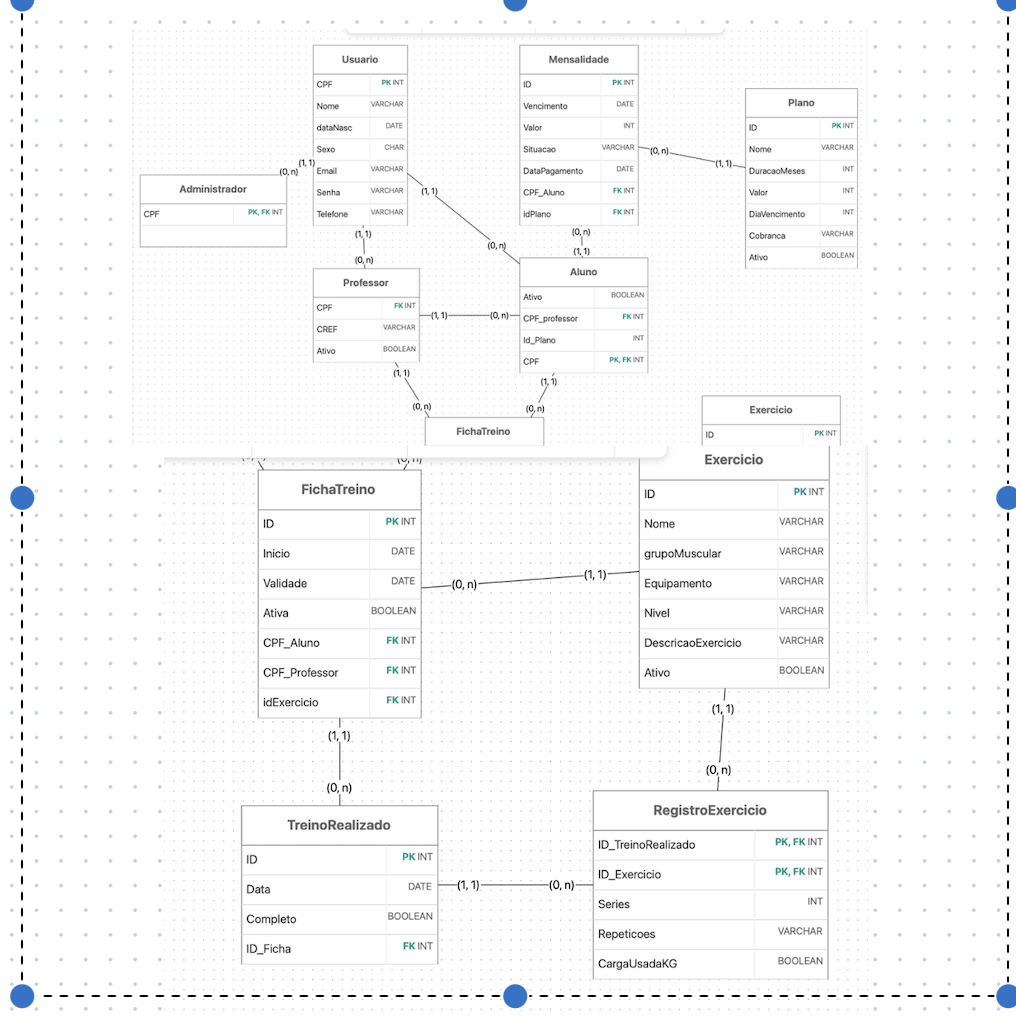 Usuario
CPF PK INT
Nome VARCHAR
dataNasc DATE
Sexo CHAR
Email VARCHAR
Senha VARCHAR
Telefone VARCHAR
Mensalidade
ID PK INT
Vencimento DATE
Valor INT
Situacao VARCHAR
DataPagamento DATE
CPF_Aluno FK INT
idPlano FK INT
Plano
ID PK INT
Nome VARCHAR
DuracaoMeses INT
Valor INT
DiaVencimento INT
Cobranca VARCHAR
Ativo BOOLEAN
(0, n)
(1, 1)
(1, 1)
(0, n)
Administrador
CPF PK, FK INT
(1, 1)
(0, n)
(1, 1)
(0, n)
(0, n)
(1, 1)
Professor
CPF FK INT
CREF VARCHAR
Ativo BOOLEAN
(1, 1)
(0, n)
Aluno
Ativo BOOLEAN
CPF_professor FK INT
Id_Plano INT
CPF PK, FK INT
(1, 1)
(0, n)
(1, 1)
(0, n)
FichaTreino
Exercicio
ID PK INT
FichaTreino
ID PK INT
Inicio DATE
Validade DATE
Ativa BOOLEAN
CPF_Aluno FK INT
CPF_Professor FK INT
idExercicio FK INT
(0, n)
(1, 1)
Exercicio
ID PK INT
Nome VARCHAR
grupoMuscular VARCHAR
Equipamento VARCHAR
Nivel VARCHAR
DescricaoExercicio VARCHAR
Ativo BOOLEAN
(1, 1)
(0, n)
(1, 1)
(0, n)
TreinoRealizado
ID PK INT
Data DATE
Completo BOOLEAN
ID_Ficha FK INT
(1, 1)
(0, n)
RegistroExercicio
ID_TreinoRealizado PK, FK INT
ID_Exercicio PK, FK INT
Series INT
Repeticoes VARCHAR
CargaUsadaKG BOOLEAN